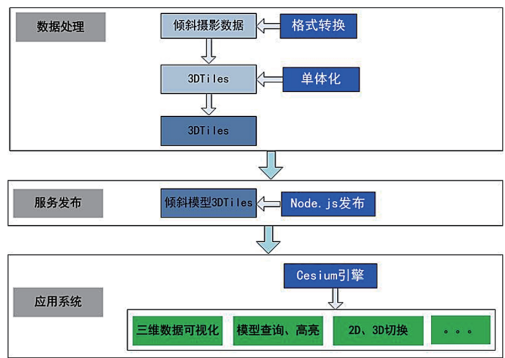 数据处理
倾斜摄影数据
格式转换
3DTiles
单体化
3DTiles
服务发布
倾斜模型3DTiles
Node.js发布
Cesium引擎
应用系统
三维数据可视化
模型查询、高亮
2D、3D切换
。。。